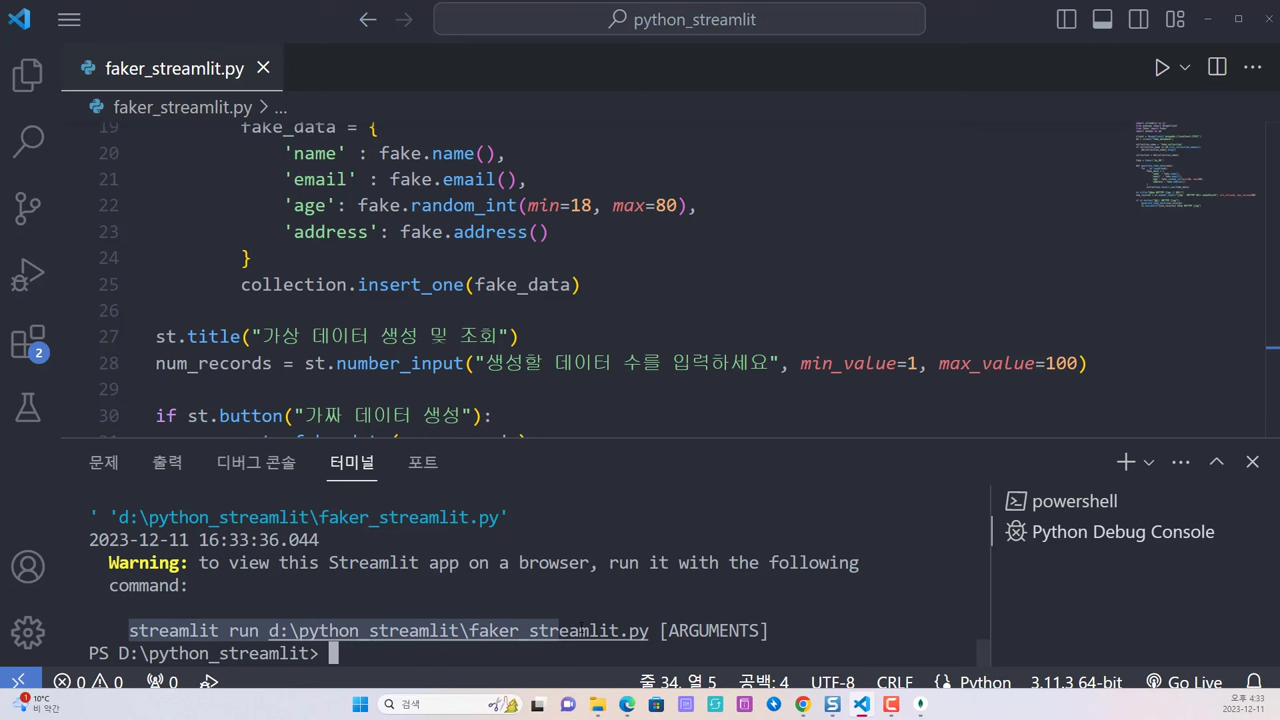 python_streamlit
faker_streamlit.py
faker_streamlit.py > ...
19 fake_data = {
20 'name' : fake.name(),
21 'email' : fake.email(),
22 'age': fake.random_int(min=18, max=80),
23 'address': fake.address()
24 }
25 collection.insert_one(fake_data)
26
27 st.title("가상 데이터 생성 및 조회")
28 num_records = st.number_input("생성할 데이터 수를 입력하세요", min_value=1, max_value=100)
29
30 if st.button("가짜 데이터 생성"):
문제 출력 디버그 콘솔 터미널 포트
' 'd:\python_streamlit\faker_streamlit.py'
2023-12-11 16:33:36.044
Warning: to view this Streamlit app on a browser, run it with the following
command:
streamlit run d:\python_streamlit\faker_streamlit.py [ARGUMENTS]
PS D:\python_streamlit>
powershell
Python Debug Console
2
0 0 0 줄 34, 열 5 공백: 4 UTF-8 CRLF Python 3.11.3 64-bit Go Live
1 10°C
비 약간
검색
오후 4:33
2023-12-11